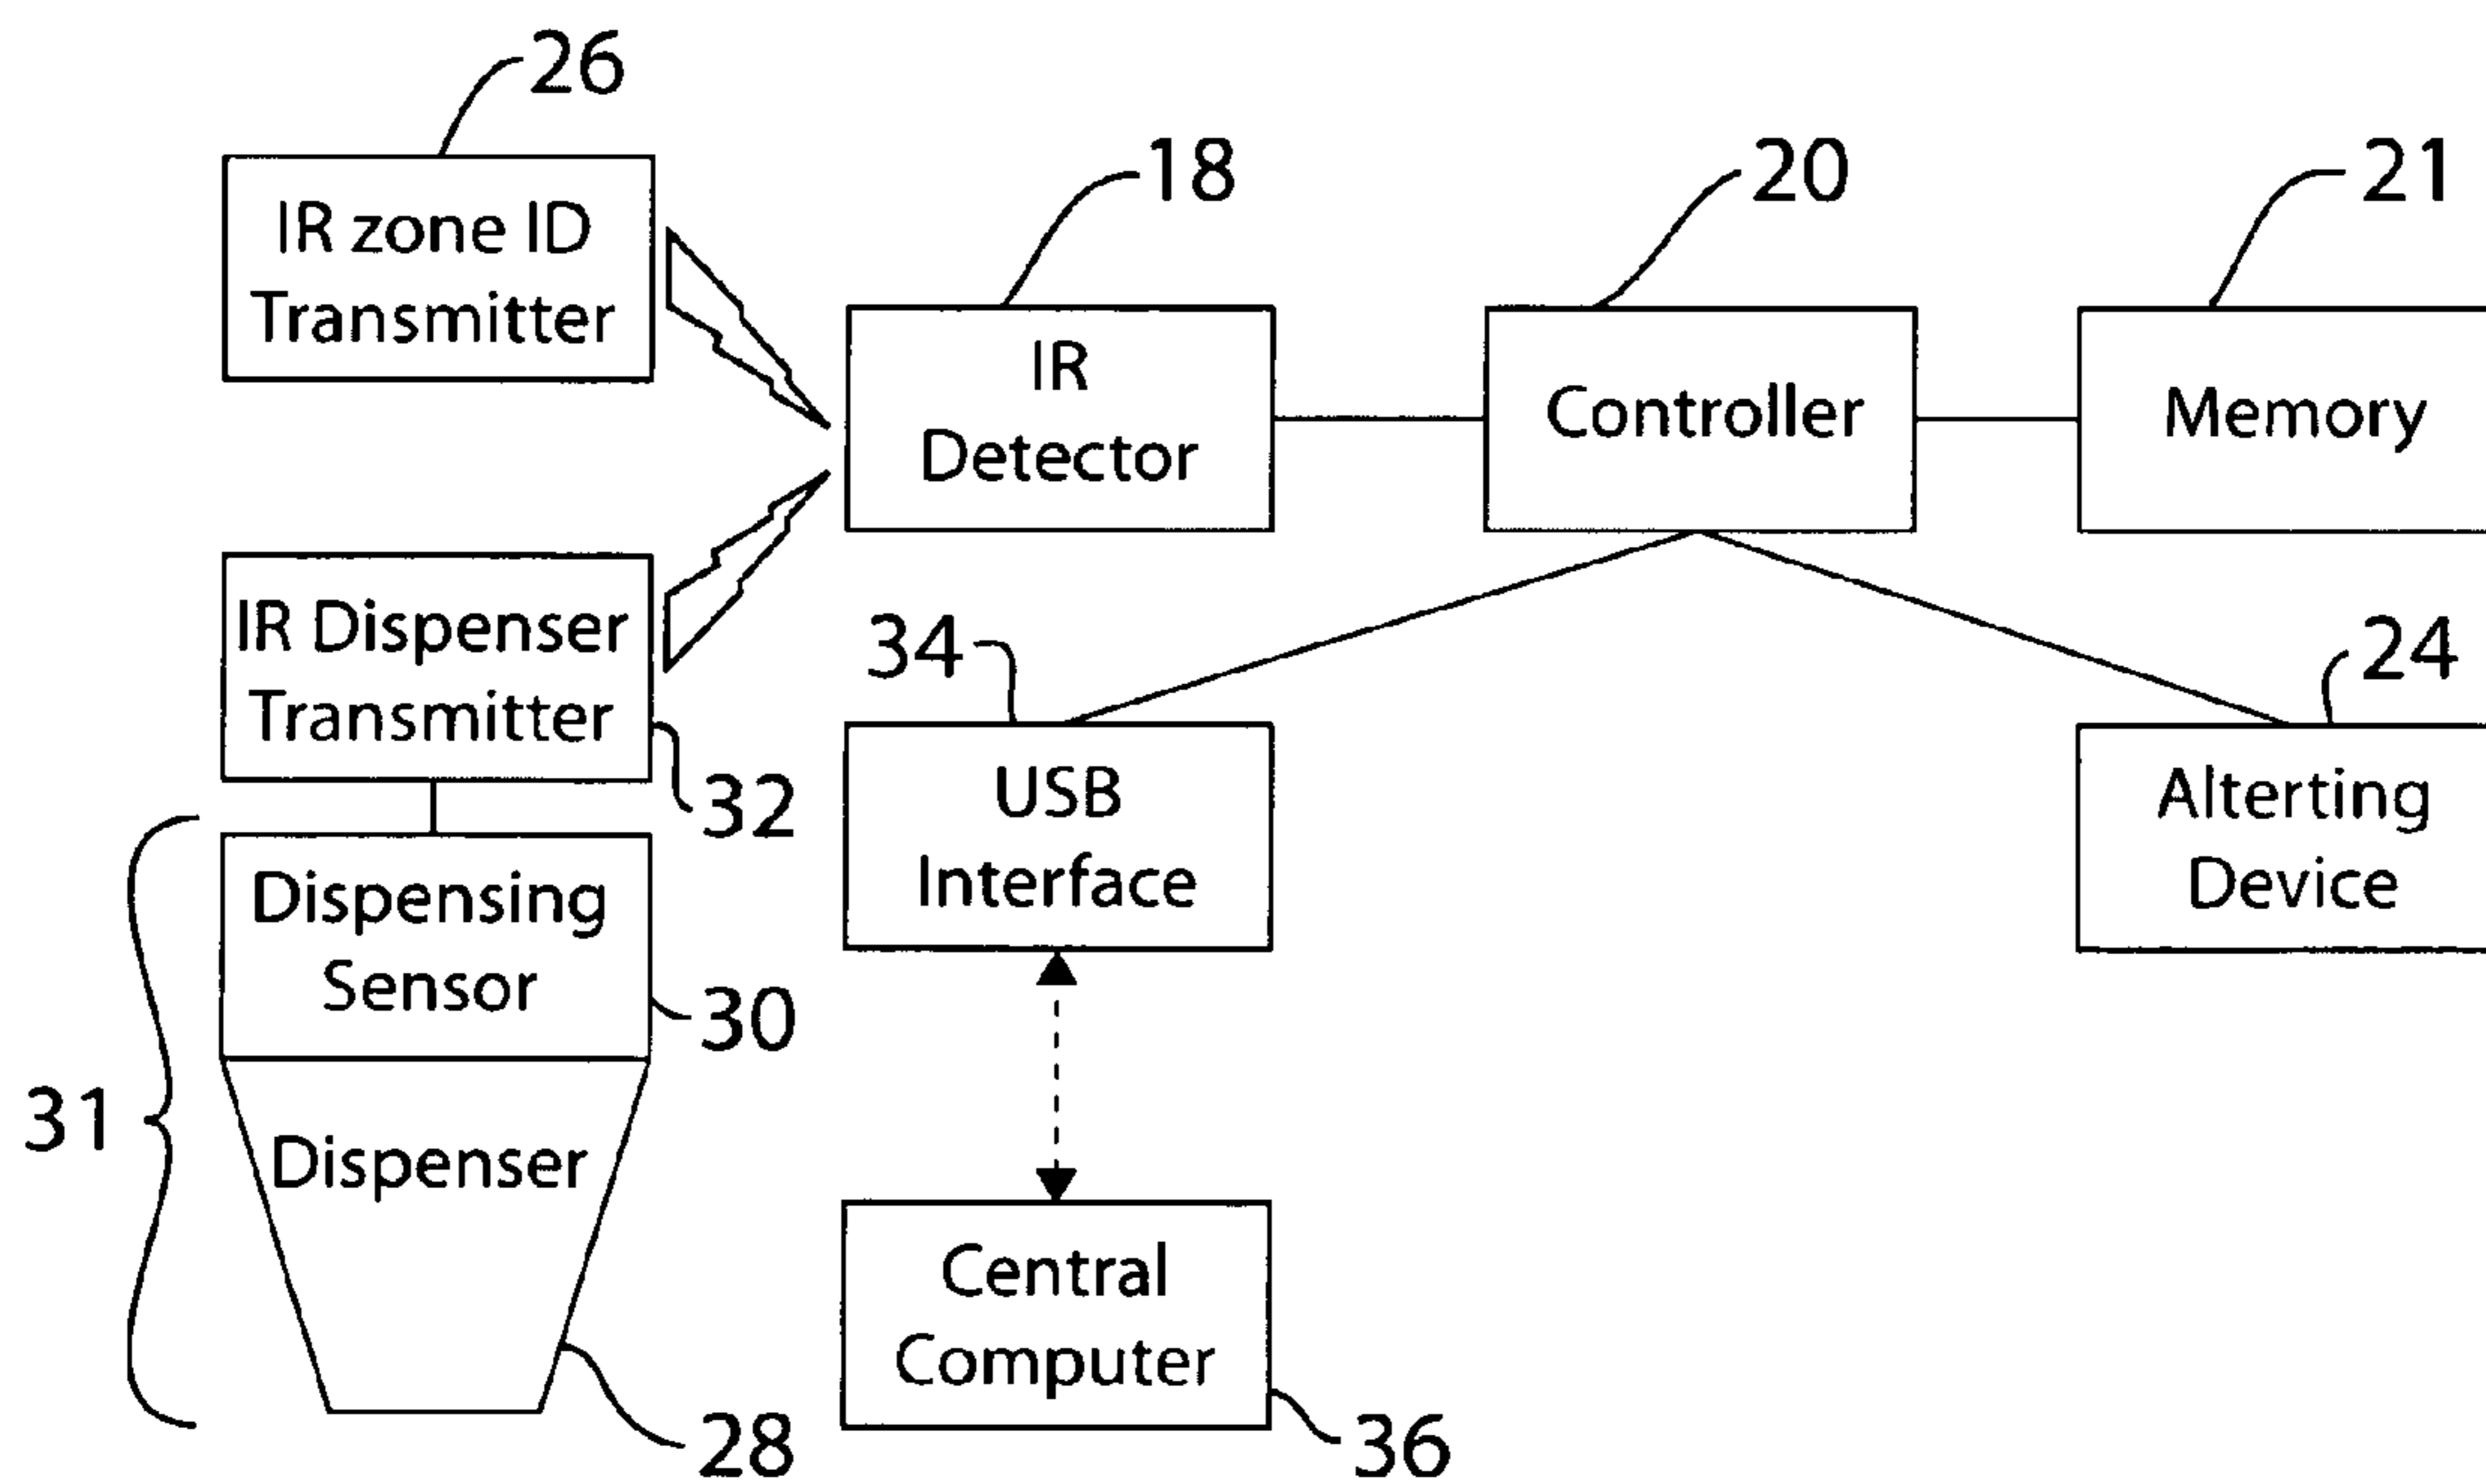 26
IR zone ID
Transmitter
18
IR
Detector
20
Controller
21
Memory
IR Dispenser
Transmitter
32
34
USB
Interface
24
Alterting
Device
Dispensing
Sensor
30
31
Dispenser
28
Central
Computer
36